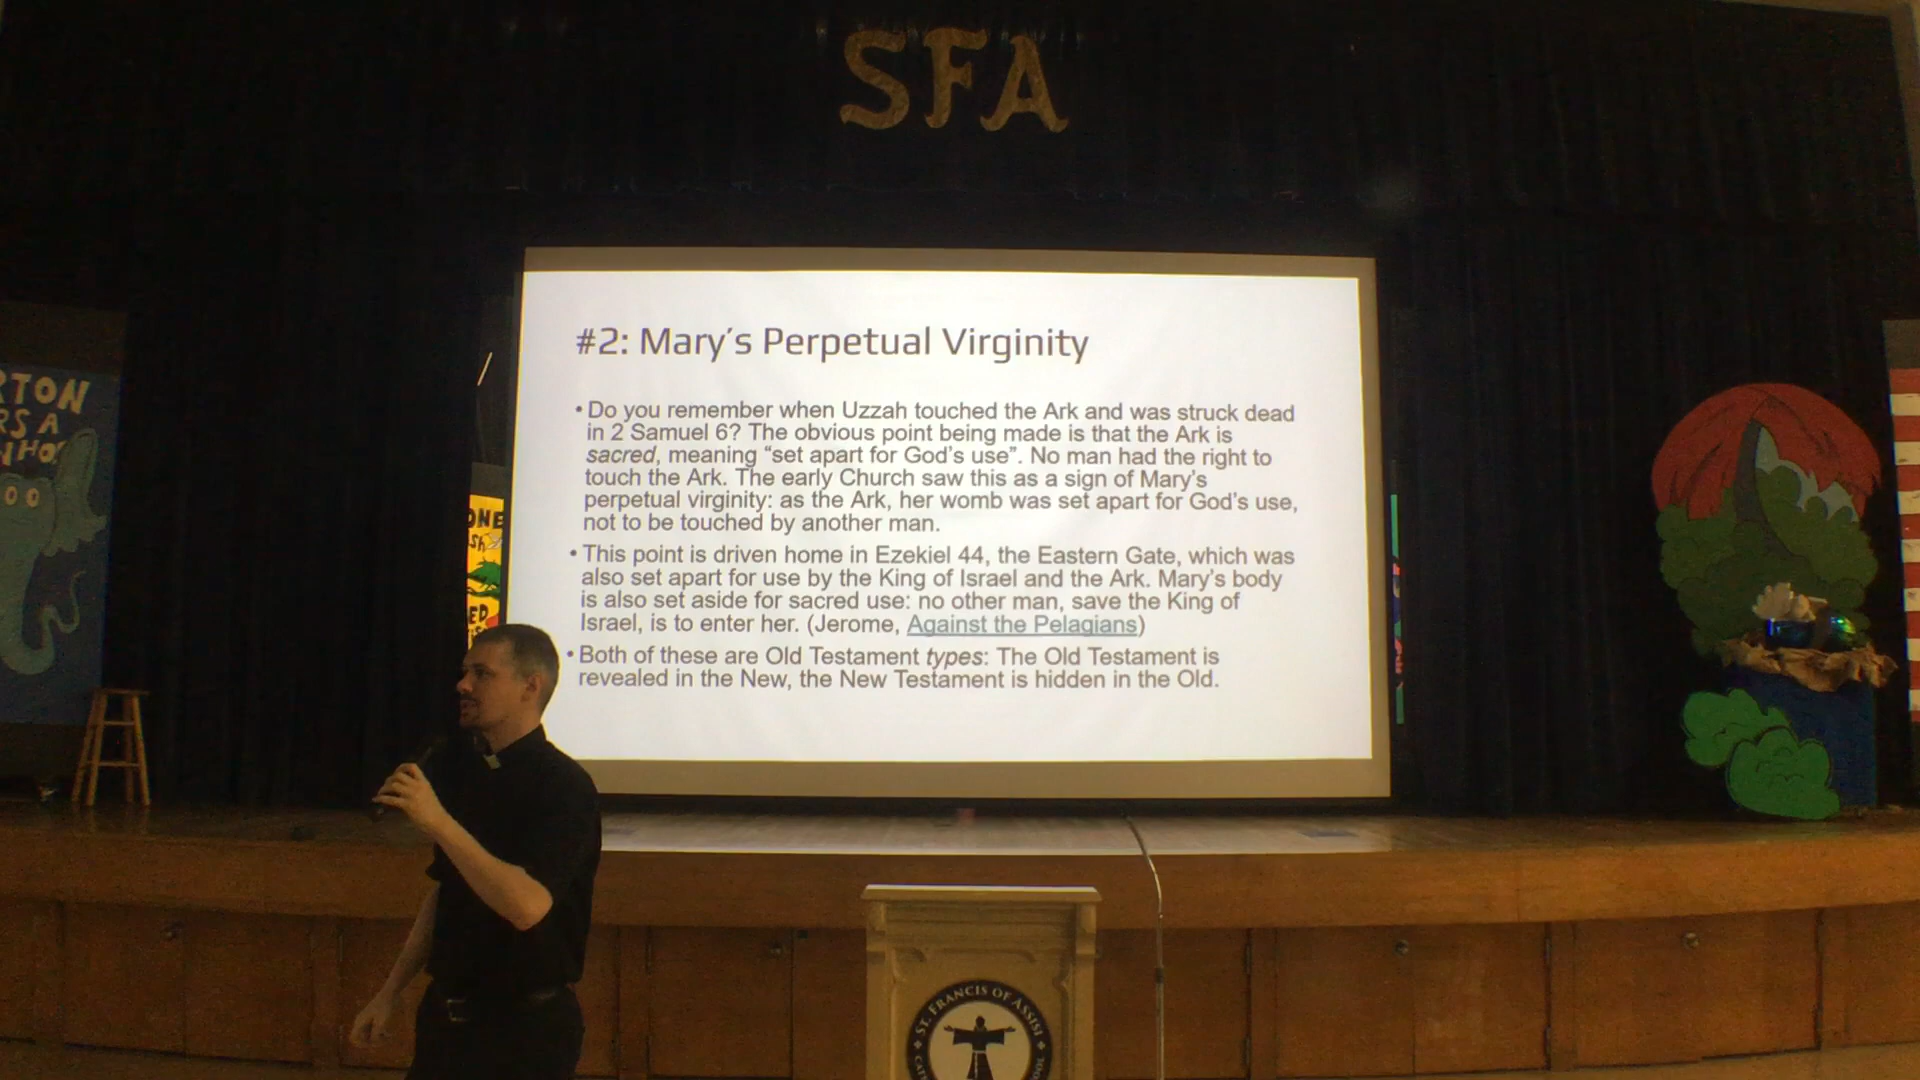 SFA
#2: Mary's Perpetual Virginity
• Do you remember when Uzzah touched the Ark and was struck dead
in 2 Samuel 6? The obvious point being made is that the Ark is
sacred, meaning “set apart for God's use”. No man had the right to
touch the Ark. The early Church saw this as a sign of Mary's
perpetual virginity: as the Ark, her womb was set apart for God's use,
not to be touched by another man.
• This point is driven home in Ezekiel 44, the Eastern Gate, which was
also set apart for use by the King of Israel and the Ark. Mary's body
is also set aside for sacred use: no other man, save the King of
Israel, is to enter her. (Jerome, Against the Pelagians)
• Both of these are Old Testament types: The Old Testament is
revealed in the New, the New Testament is hidden in the Old.
RTON
RS A
HO
ONE
ED
ST. FRANCIS OF ASSISI